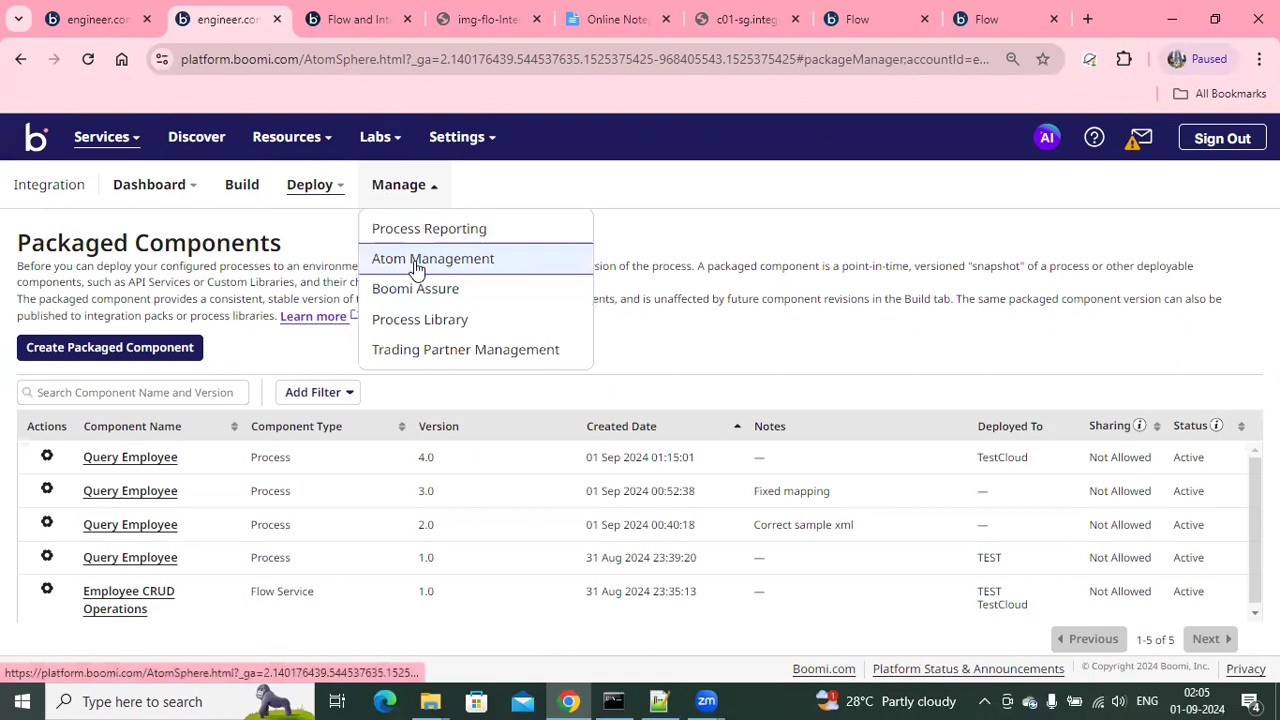 engineer.con
engineer.con
Flow and Int
img-flo-Inte
Online Note
c01-sg.integ
Flow
Flow
platform.boomi.com/AtomSphere.html?_ga=2.140176439.544537635.1525375425-968405543.1525375425#packageManager;accountId=e...
Paused
All Bookmarks
b Services Discover Resources Labs Settings AI Sign Out
Integration Dashboard Build Deploy Manage
Process Reporting
Atom Management
Boomi Assure
Process Library
Trading Partner Management
Packaged Components
Before you can deploy your configured processes to an environme sion of the process. A packaged component is a point-in-time, versioned "snapshot" of a process or other deployable
components, such as API Services or Custom Libraries, and their c
The packaged component provides a consistent, stable version of t ents, and is unaffected by future component revisions in the Build tab. The same packaged component version can also be
published to integration packs or process libraries. Learn more
Create Packaged Component
Search Component Name and Version Add Filter
Actions Component Name Component Type Version Created Date Notes Deployed To Sharing Status
Query Employee Process 4.0 01 Sep 2024 01:15:01 — TestCloud Not Allowed Active
Query Employee Process 3.0 01 Sep 2024 00:52:38 Fixed mapping — Not Allowed Active
Query Employee Process 2.0 01 Sep 2024 00:40:18 Correct sample xml — Not Allowed Active
Query Employee Process 1.0 31 Aug 2024 23:39:20 — TEST Not Allowed Active
Employee CRUD Operations Flow Service 1.0 31 Aug 2024 23:35:13 — TEST TestCloud Not Allowed Active
Previous 1-5 of 5 Next
https://platform.boomi.com/AtomSphere.html?_ga=2.140176439.544537635.1525...
Boomi.com Platform Status & Announcements © Copyright 2024 Boomi, Inc. Privacy
Type here to search
zm
28°C Partly cloudy
ENG
02:05
01-09-2024
4